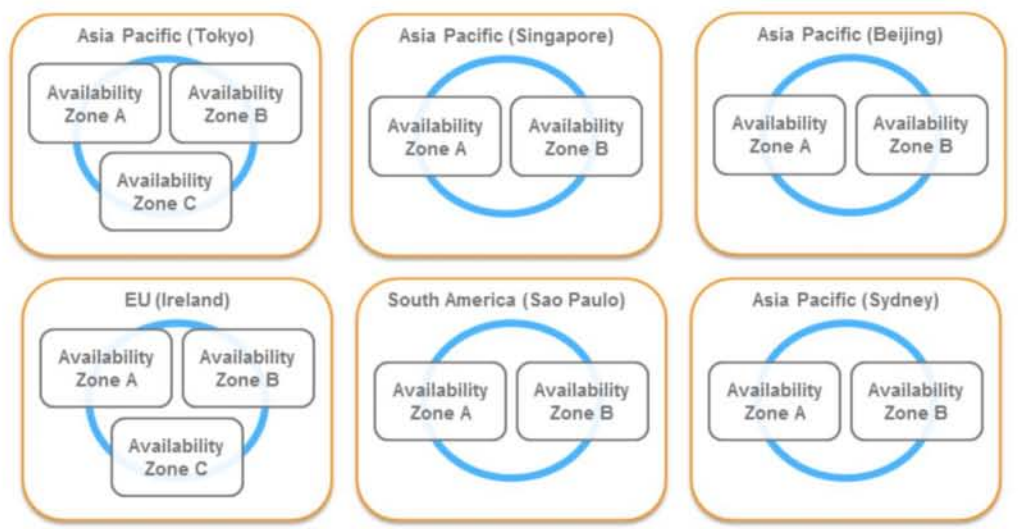 Asia Pacific (Tokyo)
Availability
Zone A
Availability
Zone B
Availability
Zone C
Asia Pacific (Singapore)
Availability
Zone A
Availability
Zone B
Asia Pacific (Beijing)
Availability
Zone A
Availability
Zone B
EU (Ireland)
Availability
Zone A
Availability
Zone B
Availability
Zone C
South America (Sao Paulo)
Availability
Zone A
Availability
Zone B
Asia Pacific (Sydney)
Availability
Zone A
Availability
Zone B